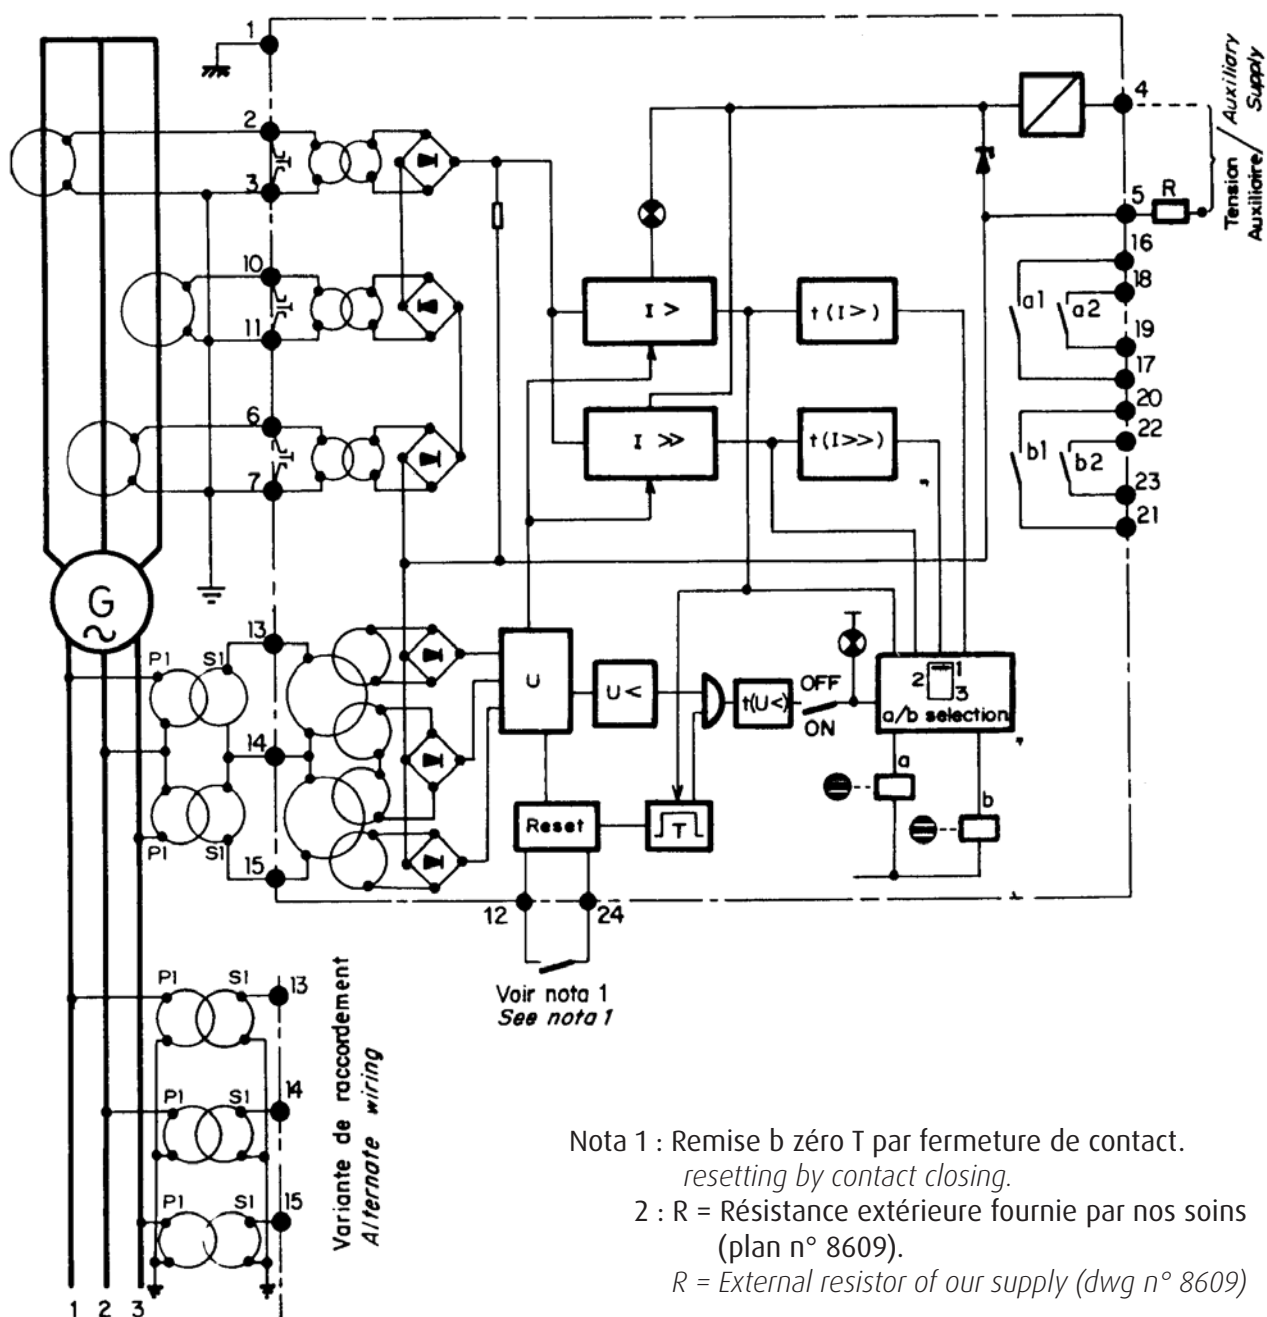 1
2
3
10
11
6
7
4
5
R
Tension / Auxiliary
Auxiliaire / Supply
16
18
a1
a2
19
17
20
22
b1
b2
23
21
I >
t (I >)
I >>
t (I >>)
G
~
13
P1 S1
14
P1 S1
15
U
U <
t(U<)
OFF
ON
1
2
3
a/b selection
a
b
Reset
T
12
24
Voir nota 1
See nota 1
P1 S1 13
P1 S1 14
P1 S1 15
Variante de raccordement
Alternate wiring
1 2 3
Nota 1 : Remise b zéro T par fermeture de contact.
resetting by contact closing.
2 : R = Résistance extérieure fournie par nos soins
(plan n° 8609).
R = External resistor of our supply (dwg n° 8609)